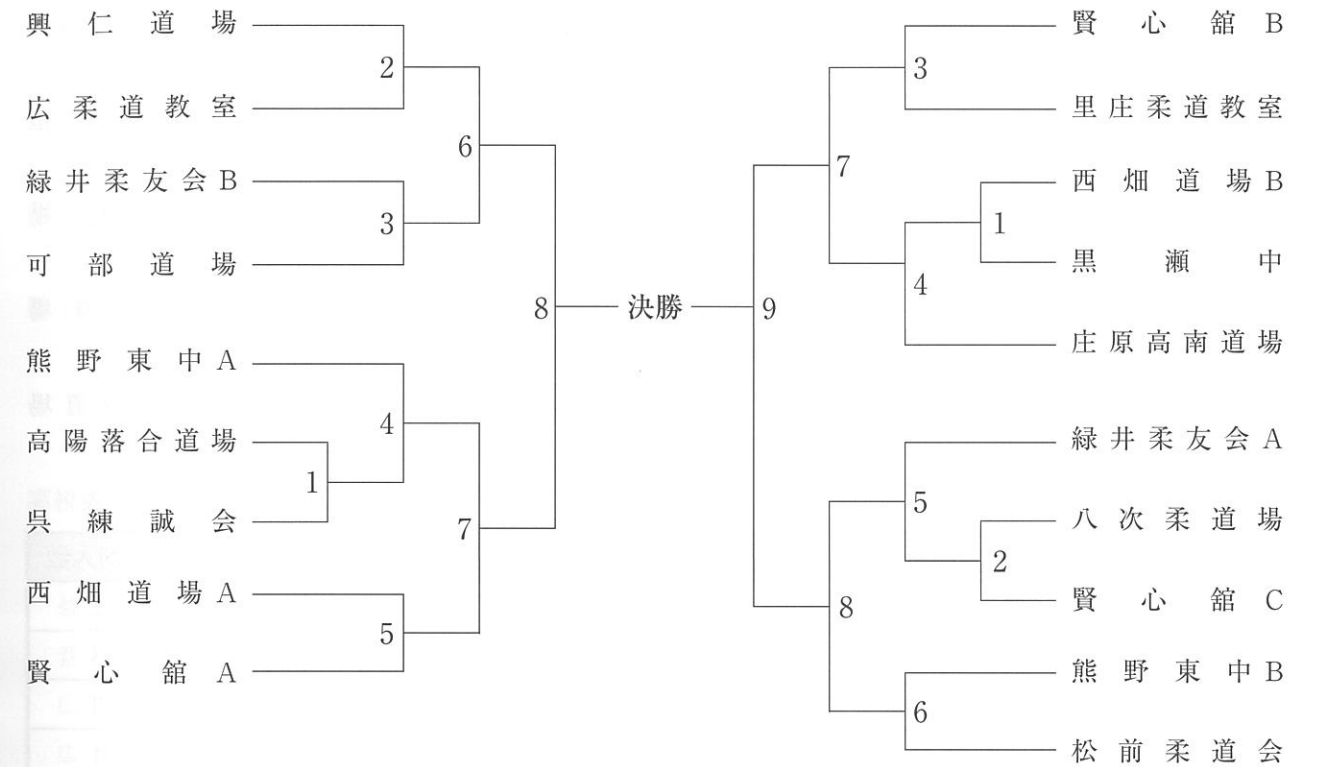 興仁道場
2
広柔道教室
6
緑井柔友会B
3
可部道場
8
熊野東中A
4
高陽落合道場
1
呉練誠会
7
西畑道場A
5
賢心舘A
決勝
賢心舘B
3
里庄柔道教室
7
西畑道場B
1
黒瀬中
4
庄原高南道場
9
緑井柔友会A
5
八次柔道場
2
賢心舘C
8
熊野東中B
6
松前柔道会